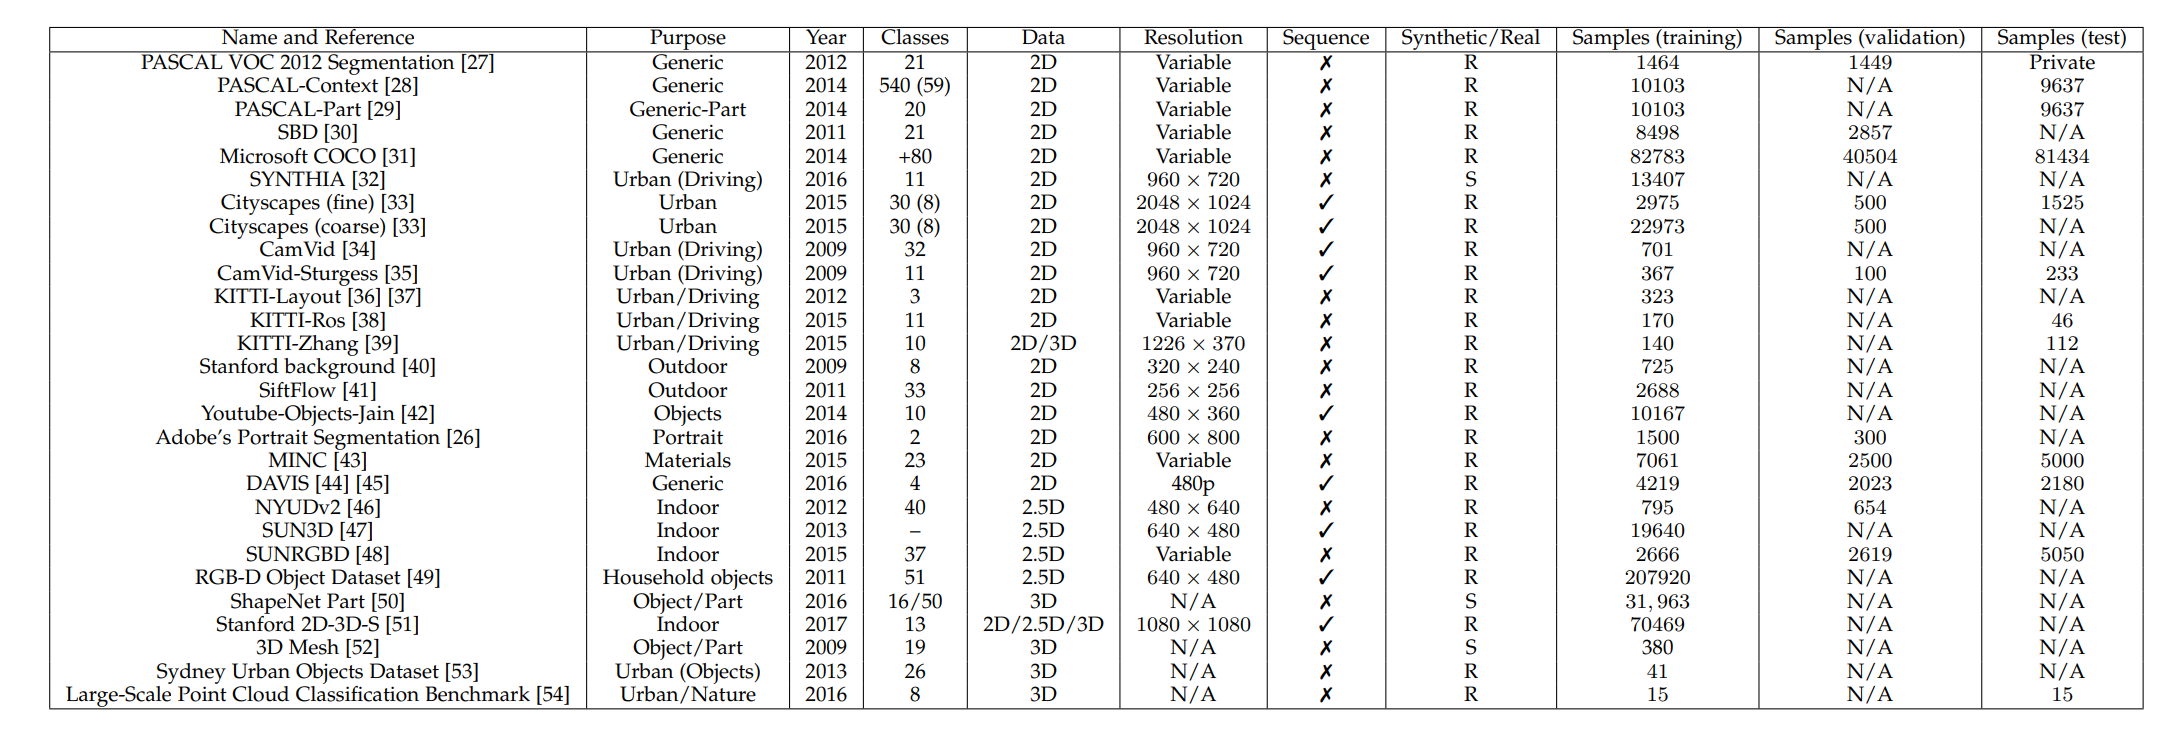 Name and Reference Purpose Year Classes Data Resolution Sequence Synthetic/Real Samples (training) Samples (validation) Samples (test)
PASCAL VOC 2012 Segmentation [27] Generic 2012 21 2D Variable ✗ R 1464 1449 Private
PASCAL-Context [28] Generic 2014 540 (59) 2D Variable ✗ R 10103 N/A 9637
PASCAL-Part [29] Generic-Part 2014 20 2D Variable ✗ R 10103 N/A 9637
SBD [30] Generic 2011 21 2D Variable ✗ R 8498 2857 N/A
Microsoft COCO [31] Generic 2014 +80 2D Variable ✗ R 82783 40504 81434
SYNTHIA [32] Urban (Driving) 2016 11 2D 960 × 720 ✗ S 13407 N/A N/A
Cityscapes (fine) [33] Urban 2015 30 (8) 2D 2048 × 1024 ✓ R 2975 500 1525
Cityscapes (coarse) [33] Urban 2015 30 (8) 2D 2048 × 1024 ✓ R 22973 500 N/A
CamVid [34] Urban (Driving) 2009 32 2D 960 × 720 ✓ R 701 N/A N/A
CamVid-Sturgess [35] Urban (Driving) 2009 11 2D 960 × 720 ✓ R 367 100 233
KITTI-Layout [36] [37] Urban/Driving 2012 3 2D Variable ✗ R 323 N/A N/A
KITTI-Ros [38] Urban/Driving 2015 11 2D Variable ✗ R 170 N/A 46
KITTI-Zhang [39] Urban/Driving 2015 10 2D/3D 1226 × 370 ✗ R 140 N/A 112
Stanford background [40] Outdoor 2009 8 2D 320 × 240 ✗ R 725 N/A N/A
SiftFlow [41] Outdoor 2011 33 2D 256 × 256 ✗ R 2688 N/A N/A
Youtube-Objects-Jain [42] Objects 2014 10 2D 480 × 360 ✓ R 10167 N/A N/A
Adobe's Portrait Segmentation [26] Portrait 2016 2 2D 600 × 800 ✗ R 1500 300 N/A
MINC [43] Materials 2015 23 2D Variable ✗ R 7061 2500 5000
DAVIS [44] [45] Generic 2016 4 2D 480p ✓ R 4219 2023 2180
NYUDv2 [46] Indoor 2012 40 2.5D 480 × 640 ✗ R 795 654 N/A
SUN3D [47] Indoor 2013 – 2.5D 640 × 480 ✓ R 19640 N/A N/A
SUNRGBD [48] Indoor 2015 37 2.5D Variable ✗ R 2666 2619 5050
RGB-D Object Dataset [49] Household objects 2011 51 2.5D 640 × 480 ✓ R 207920 N/A N/A
ShapeNet Part [50] Object/Part 2016 16/50 3D N/A ✗ S 31, 963 N/A N/A
Stanford 2D-3D-S [51] Indoor 2017 13 2D/2.5D/3D 1080 × 1080 ✓ R 70469 N/A N/A
3D Mesh [52] Object/Part 2009 19 3D N/A ✗ S 380 N/A N/A
Sydney Urban Objects Dataset [53] Urban (Objects) 2013 26 3D N/A ✗ R 41 N/A N/A
Large-Scale Point Cloud Classification Benchmark [54] Urban/Nature 2016 8 3D N/A ✗ R 15 N/A 15